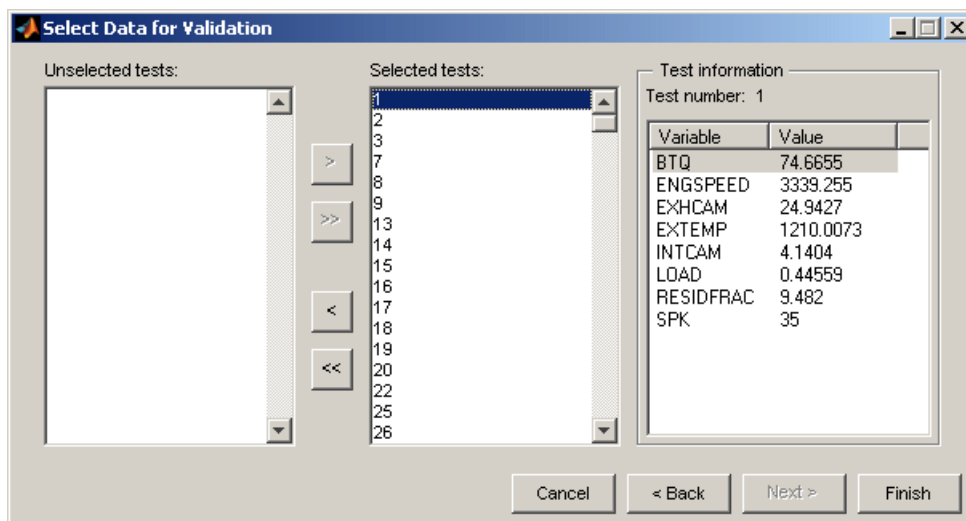 Select Data for Validation
Unselected tests:
Selected tests:
1
2
3
7
8
9
13
14
15
16
17
18
19
20
22
25
26
>
>>
<
<<
Test information
Test number: 1
Variable Value
BTQ 74.6655
ENGSPEED 3339.255
EXHCAM 24.9427
EXTEMP 1210.0073
INTCAM 4.1404
LOAD 0.44559
RESIDFRAC 9.482
SPK 35
Cancel < Back Next > Finish